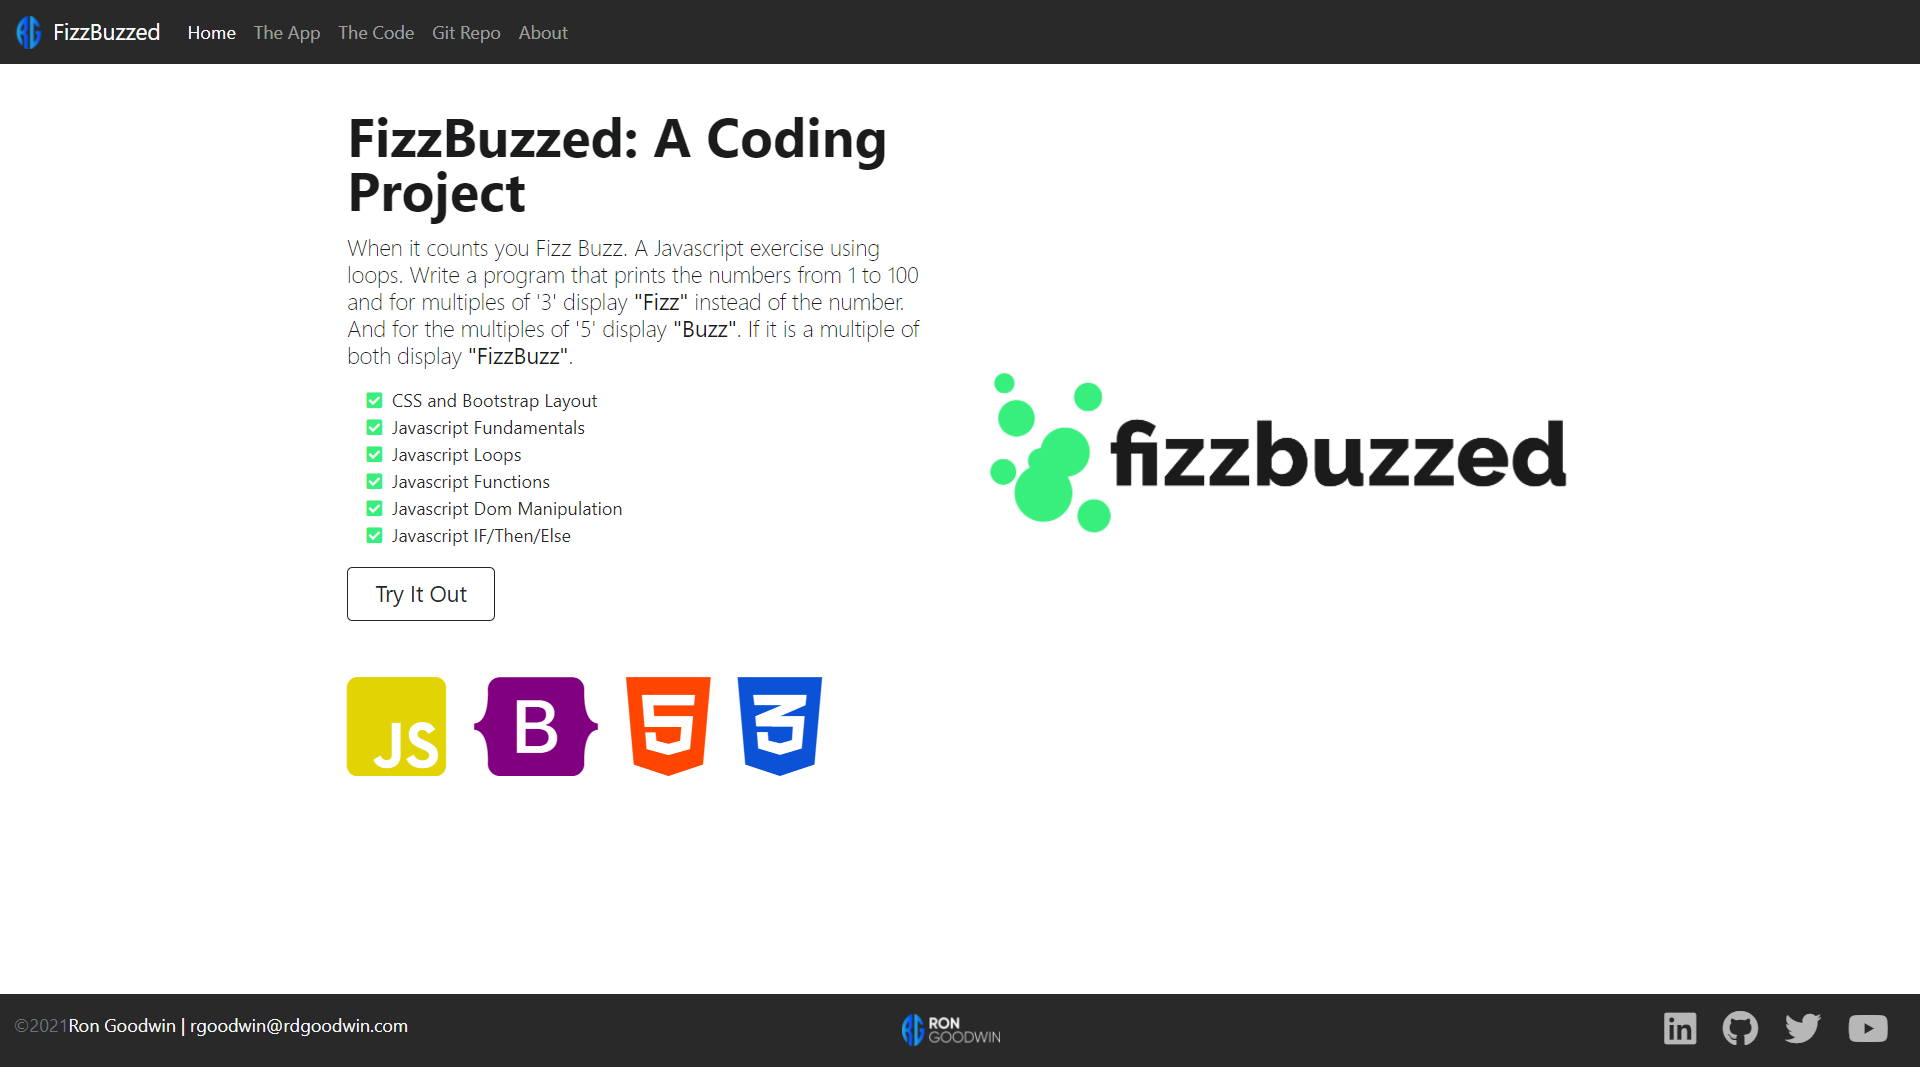 FizzBuzzed Home The App The Code Git Repo About
FizzBuzzed: A Coding
Project
When it counts you Fizz Buzz. A Javascript exercise using
loops. Write a program that prints the numbers from 1 to 100
and for multiples of '3' display "Fizz" instead of the number.
And for the multiples of '5' display "Buzz". If it is a multiple of
both display "FizzBuzz".
CSS and Bootstrap Layout
Javascript Fundamentals
Javascript Loops
Javascript Functions
Javascript Dom Manipulation
Javascript IF/Then/Else
Try It Out
fizzbuzzed
JS B 5 3
©2021Ron Goodwin | rgoodwin@rdgoodwin.com
RG RON
GOODWIN
in